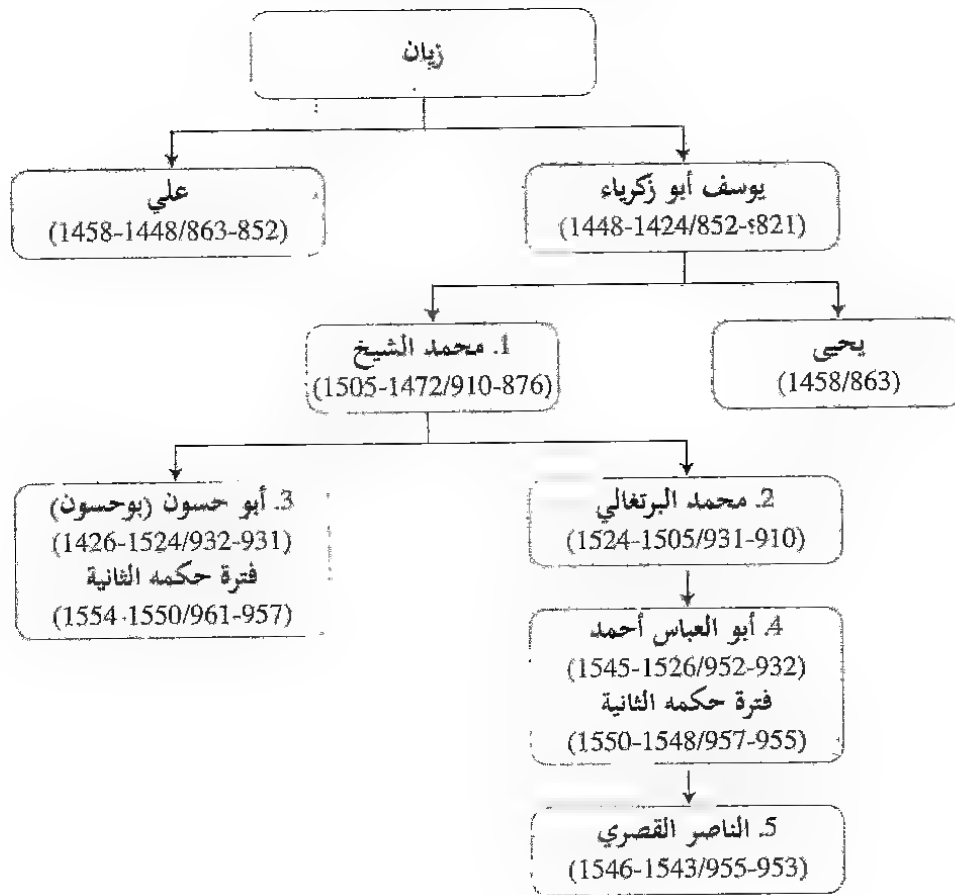 زيان
يوسف أبو زكرياء
(821؟-852/1424-1448)
علي
(852-863/1448-1458)
يحيى
(863/1458)
1. محمد الشيخ
(876-910/1472-1505)
2. محمد البرتغالي
(910-931/1505-1524)
3. أبو حسون (بوحسون)
(931-932/1524-1426)
فترة حكمه الثانية
(957-961/1550-1554)
4. أبو العباس أحمد
(932-952/1526-1545)
فترة حكمه الثانية
(955-957/1548-1550)
5. الناصر القصري
(953-955/1543-1546)